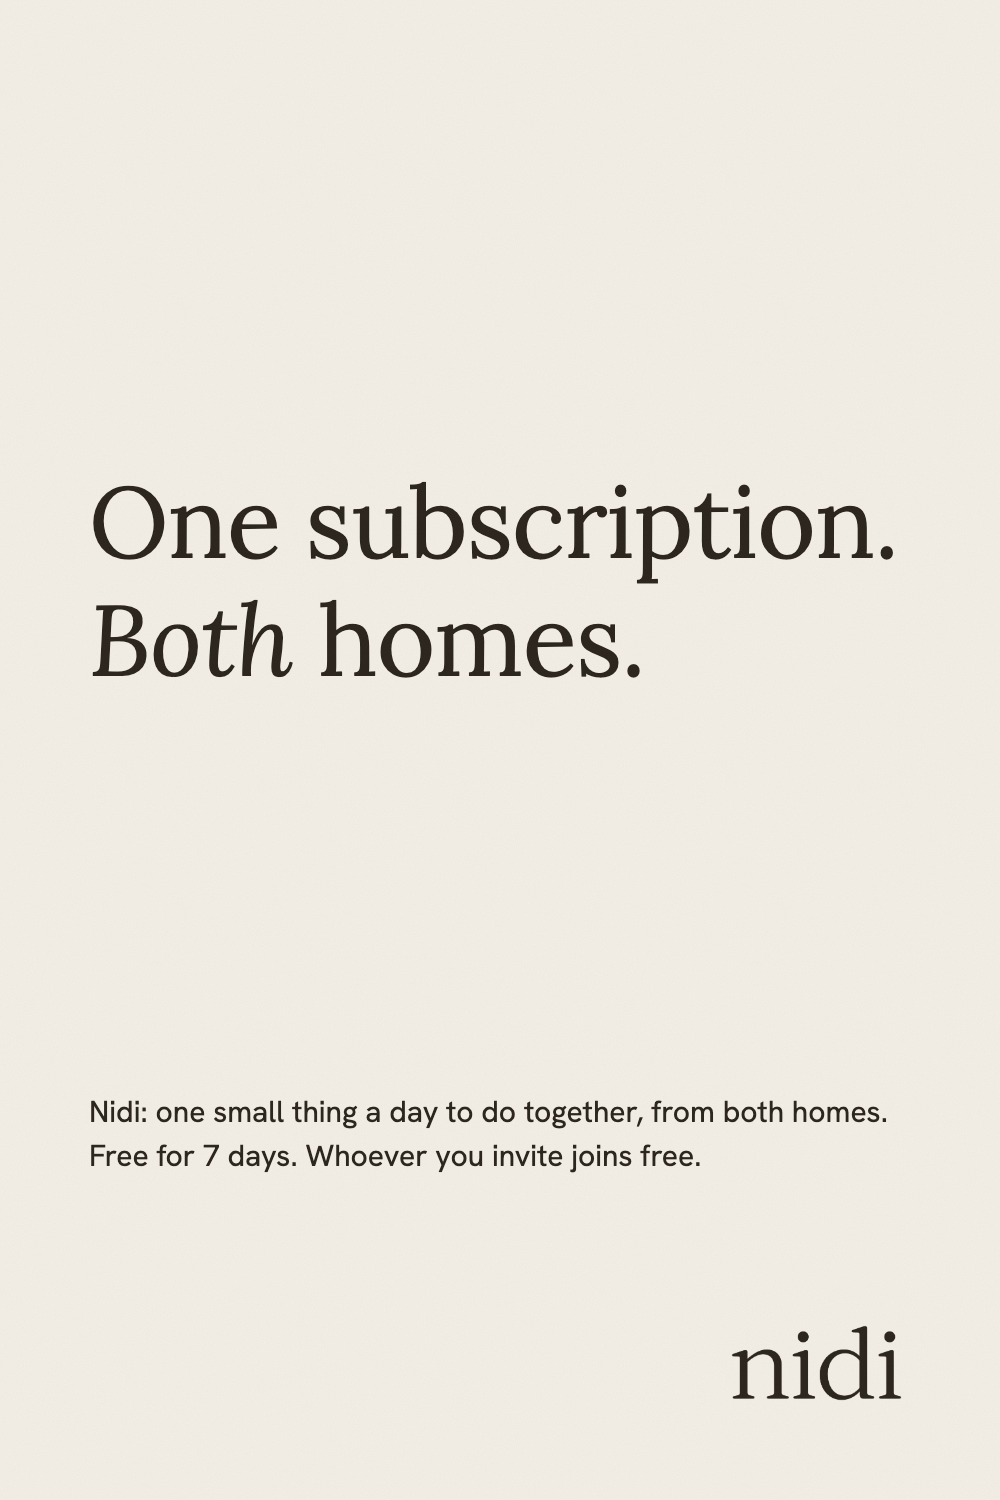 One subscription.
Both homes.
Nidi: one small thing a day to do together, from both homes.
Free for 7 days. Whoever you invite joins free.
nidi